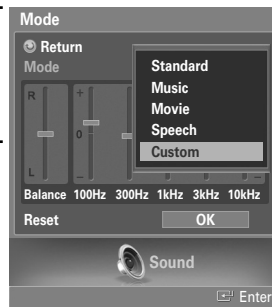 Mode
Return
Mode
Standard
Music
Movie
Speech
Custom
R
+
0
L
−
Balance 100Hz 300Hz 1kHz 3kHz 10kHz
Reset OK
Sound
Enter